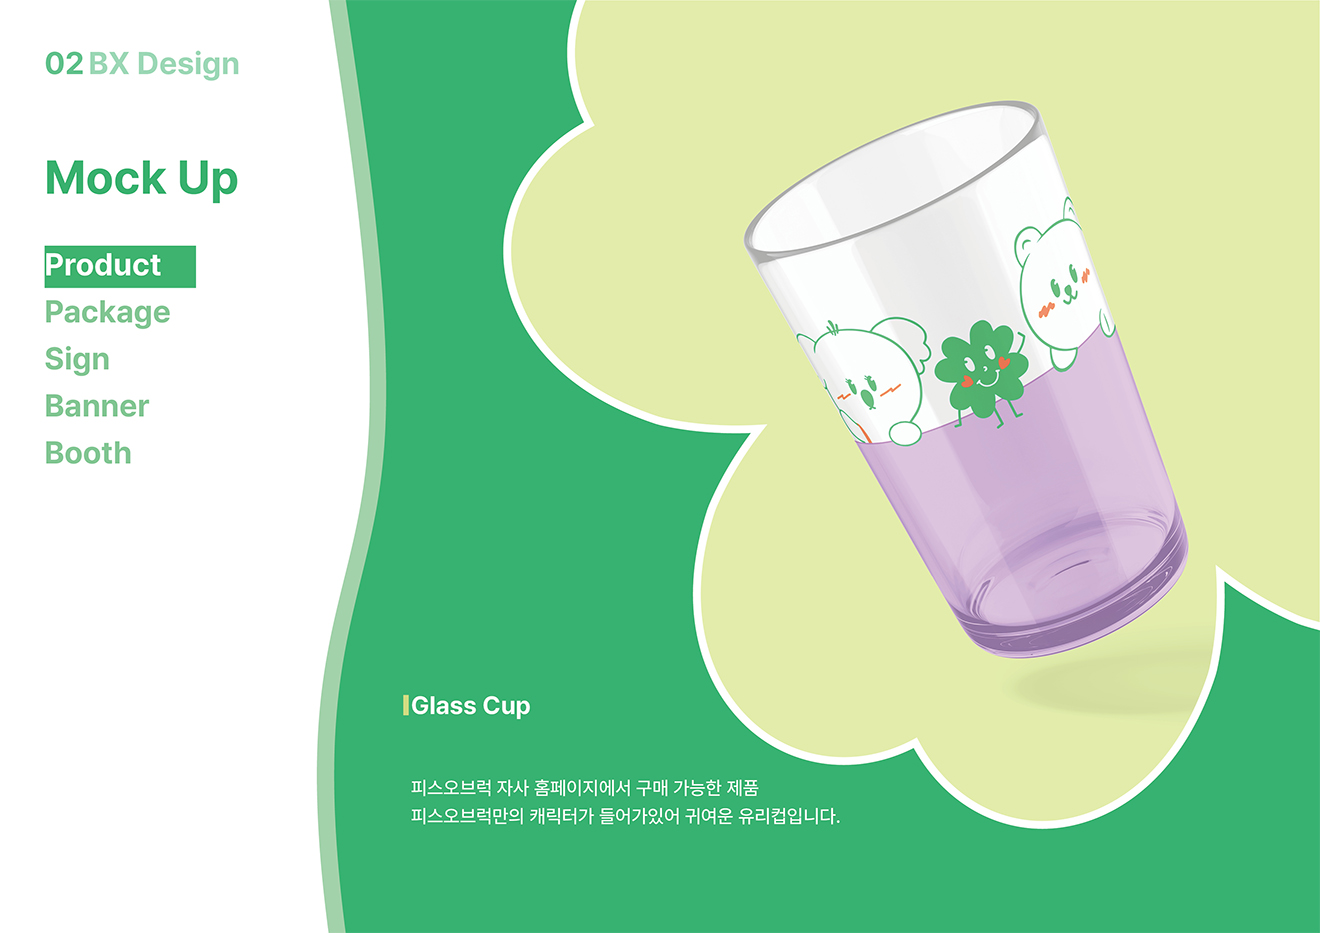 02 BX Design
Mock Up
Product
Package
Sign
Banner
Booth
Glass Cup
피스오브럭 자사 홈페이지에서 구매 가능한 제품
피스오브럭만의 캐릭터가 들어가있어 귀여운 유리컵입니다.